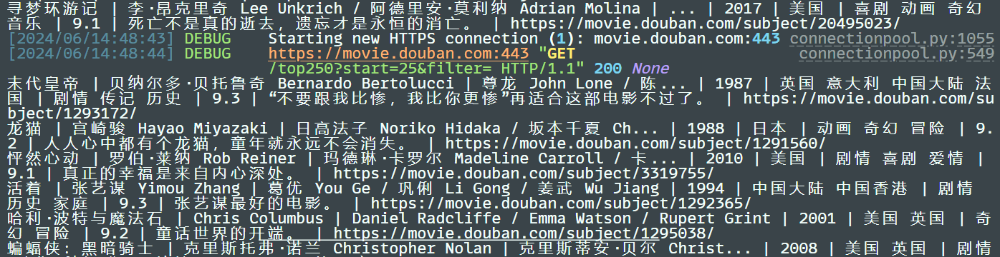 寻梦环游记 | 李·昂克里奇 Lee Unkrich / 阿德里安·莫利纳 Adrian Molina | ... | 2017 | 美国 | 喜剧 动画 奇幻
音乐 | 9.1 | 死亡不是真的逝去，遗忘才是永恒的消亡。 | https://movie.douban.com/subject/20495023/
[2024/06/14:48:43] DEBUG Starting new HTTPS connection (1): movie.douban.com:443 connectionpool.py:1055
[2024/06/14:48:44] DEBUG https://movie.douban.com:443 "GET connectionpool.py:549
/top250?start=25&filter= HTTP/1.1" 200 None
末代皇帝 | 贝纳尔多·贝托鲁奇 Bernardo Bertolucci | 尊龙 John Lone / 陈... | 1987 | 英国 意大利 中国大陆 法
国 | 剧情 传记 历史 | 9.3 | “不要跟我比惨，我比你更惨”再适合这部电影不过了。 | https://movie.douban.com/su
bject/1293172/
龙猫 | 宫崎骏 Hayao Miyazaki | 日高法子 Noriko Hidaka / 坂本千夏 Ch... | 1988 | 日本 | 动画 奇幻 冒险 | 9.
2 | 人人心中都有个龙猫，童年就永远不会消失。 | https://movie.douban.com/subject/1291560/
怦然心动 | 罗伯·莱纳 Rob Reiner | 玛德琳·卡罗尔 Madeline Carroll / 卡... | 2010 | 美国 | 剧情 喜剧 爱情 |
9.1 | 真正的幸福是来自内心深处。 | https://movie.douban.com/subject/3319755/
活着 | 张艺谋 Yimou Zhang | 葛优 You Ge / 巩俐 Li Gong / 姜武 Wu Jiang | 1994 | 中国大陆 中国香港 | 剧情
历史 家庭 | 9.3 | 张艺谋最好的电影。 | https://movie.douban.com/subject/1292365/
哈利·波特与魔法石 | Chris Columbus | Daniel Radcliffe / Emma Watson / Rupert Grint | 2001 | 美国 英国 | 奇
幻 冒险 | 9.2 | 童话世界的开端。 | https://movie.douban.com/subject/1295038/
蝙蝠侠：黑暗骑士 | 克里斯托弗·诺兰 Christopher Nolan | 克里斯蒂安·贝尔 Christ... | 2008 | 美国 英国 | 剧情